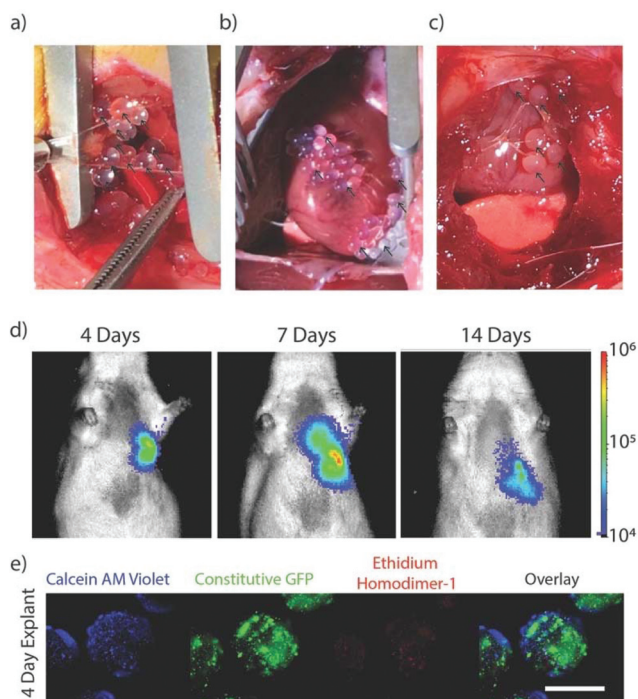 a)
b)
c)
d)
4 Days
7 Days
14 Days
10⁶
10⁵
10⁴
e)
Calcein AM Violet
Constitutive GFP
Ethidium
Homodimer-1
Overlay
4 Day Explant